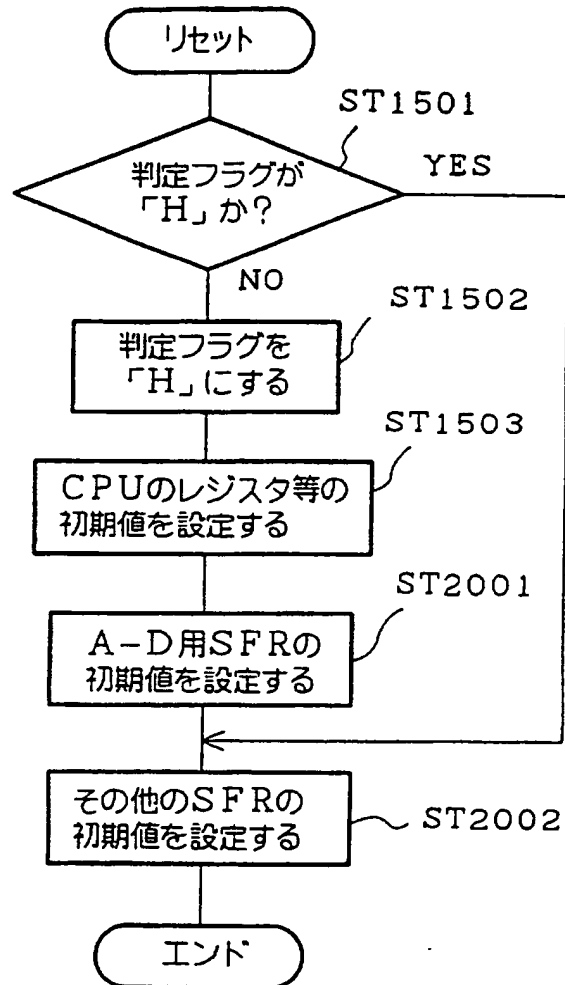 リセット
ST1501
判定フラグが
「H」か?
YES
NO
ST1502
判定フラグを
「H」にする
ST1503
CPUのレジスタ等の
初期値を設定する
ST2001
A-D用SFRの
初期値を設定する
その他のSFRの
初期値を設定する
ST2002
エンド